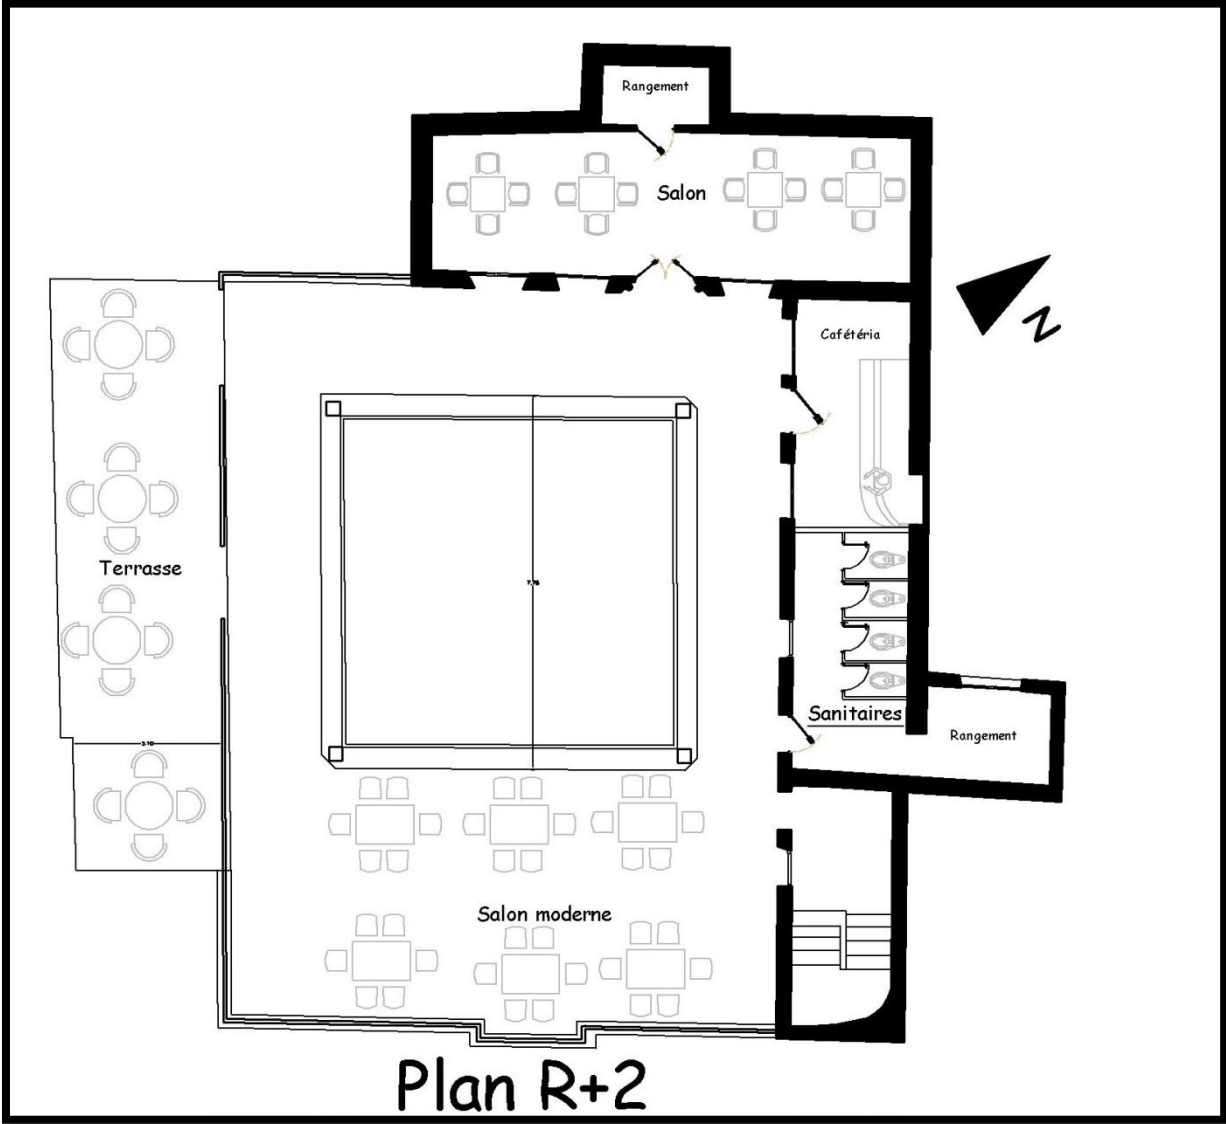 Rangement
Salon
N
Cafétéria
Terrasse
Sanitaires
Rangement
Salon moderne
Plan R+2